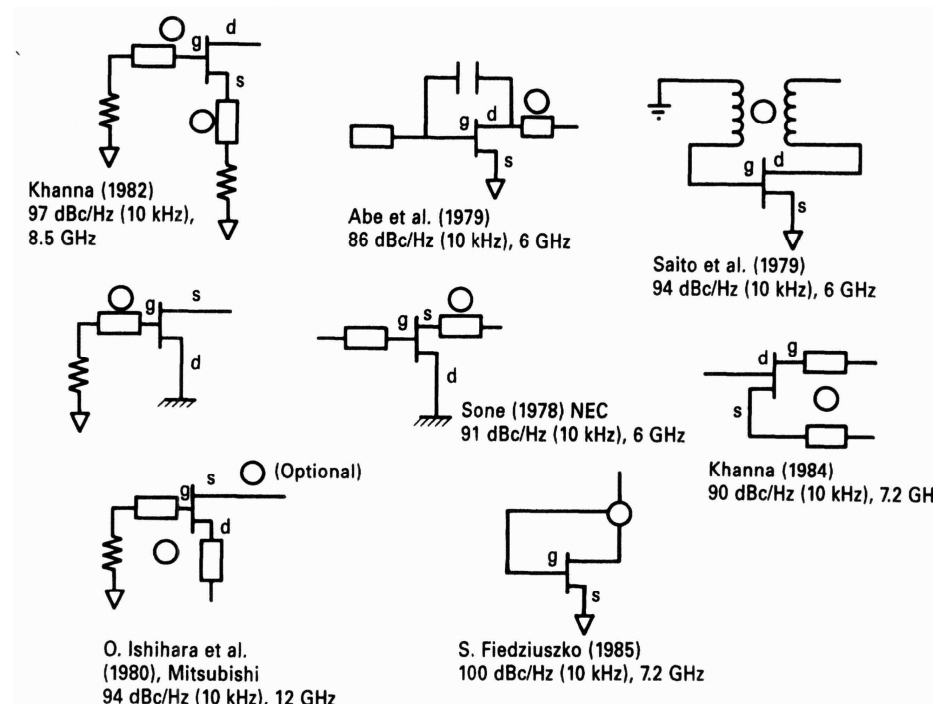 d
g
s
Khanna (1982)
97 dBc/Hz (10 kHz),
8.5 GHz
g
d
s
Abe et al. (1979)
86 dBc/Hz (10 kHz), 6 GHz
g
d
s
Saito et al. (1979)
94 dBc/Hz (10 kHz), 6 GHz
g
s
d
g
s
d
Sone (1978) NEC
91 dBc/Hz (10 kHz), 6 GHz
d
g
s
Khanna (1984)
90 dBc/Hz (10 kHz), 7.2 GH
(Optional)
g
s
d
O. Ishihara et al.
(1980), Mitsubishi
94 dBc/Hz (10 kHz), 12 GHz
g
s
S. Fiedziuszko (1985)
100 dBc/Hz (10 kHz), 7.2 GHz